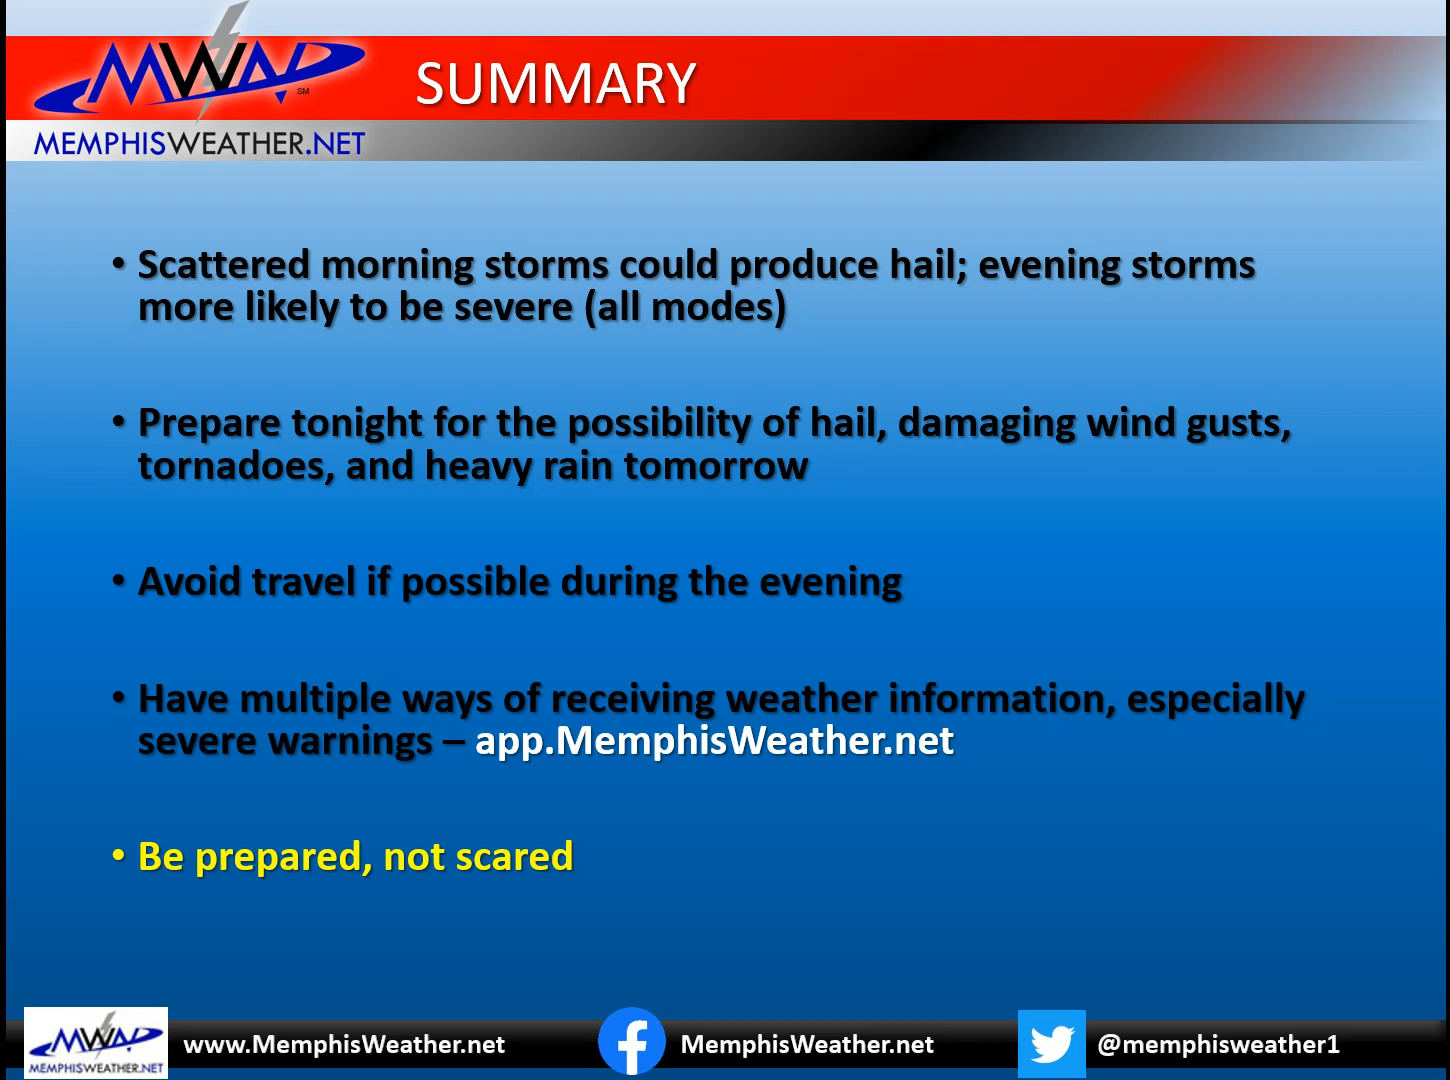 MWAP
SM
MEMPHISWEATHER.NET
SUMMARY
• Scattered morning storms could produce hail; evening storms
more likely to be severe (all modes)
• Prepare tonight for the possibility of hail, damaging wind gusts,
tornadoes, and heavy rain tomorrow
• Avoid travel if possible during the evening
• Have multiple ways of receiving weather information, especially
severe warnings – app.MemphisWeather.net
• Be prepared, not scared
MWAP
MEMPHISWEATHER.NET
www.MemphisWeather.net
MemphisWeather.net
@memphisweather1